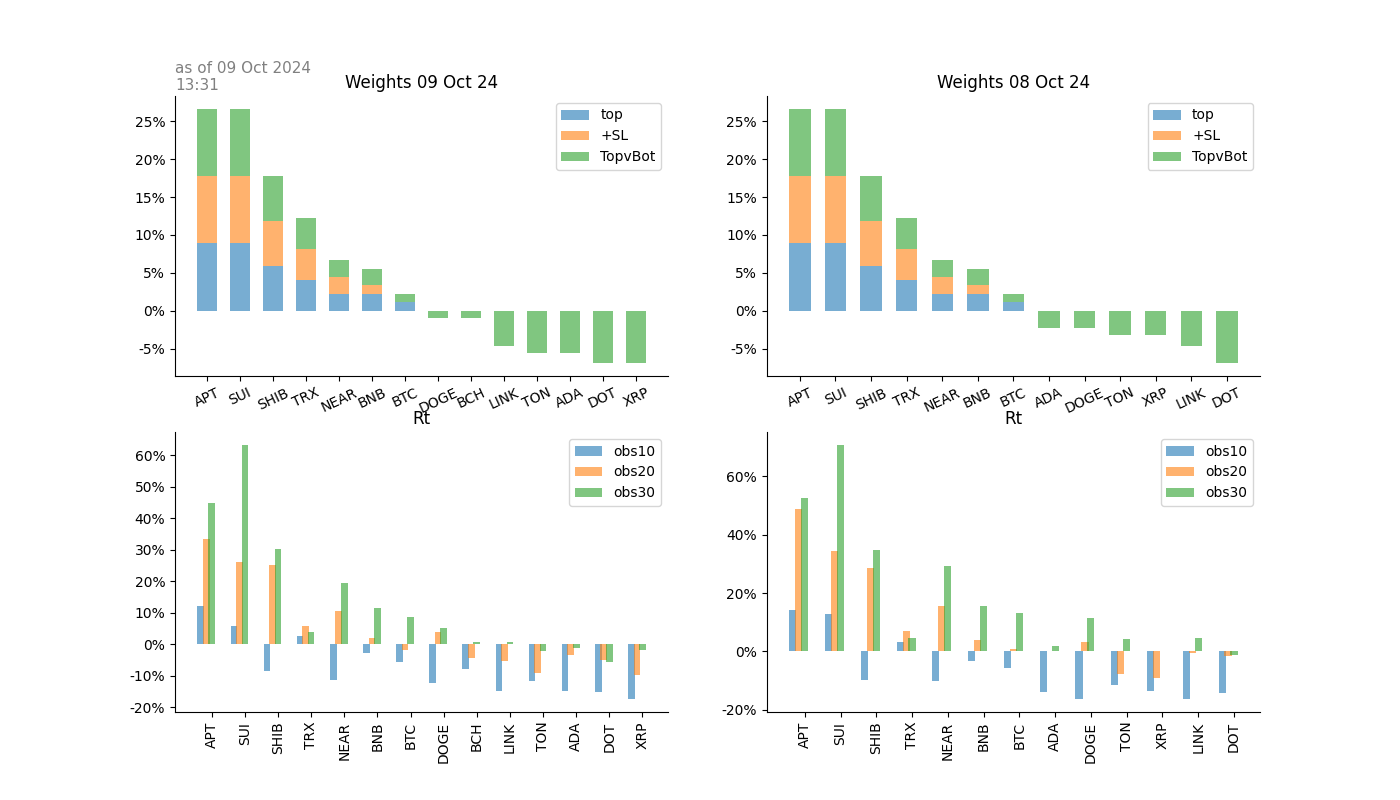 as of 09 Oct 2024
13:31
Weights 09 Oct 24
25%
20%
15%
10%
5%
0%
-5%
top
+SL
TopvBot
APT SUI SHIB TRX NEAR BNB BTC DOGE BCH LINK TON ADA DOT XRP
Weights 08 Oct 24
25%
20%
15%
10%
5%
0%
-5%
top
+SL
TopvBot
APT SUI SHIB TRX NEAR BNB BTC ADA DOGE TON XRP LINK DOT
Rt
60%
50%
40%
30%
20%
10%
0%
-10%
-20%
obs10
obs20
obs30
APT SUI SHIB TRX NEAR BNB BTC DOGE BCH LINK TON ADA DOT XRP
Rt
60%
40%
20%
0%
-20%
obs10
obs20
obs30
APT SUI SHIB TRX NEAR BNB BTC ADA DOGE TON XRP LINK DOT